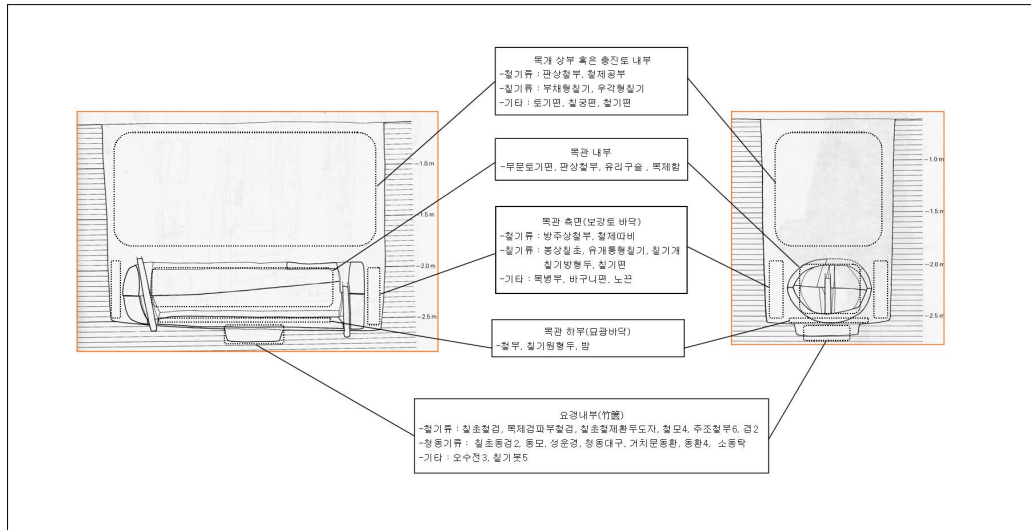 목개 상부 혹은 충진토 내부
-철기류 : 판상철부, 철제공부
-칠기류 : 부채형칠기, 우각형칠기
-기타 : 토기편, 칠궁편, 철기편
목관 내부
-무문토기편, 판상철부, 유리구슬 , 목제함
목관 측면(보강토 바닥)
-철기류 : 방주상철부, 철제따비
-칠기류 : 봉상칠초, 유개통형칠기, 칠기개
칠기방형두, 칠기편
-기타 : 목병부, 바구니편, 노끈
목관 하부(묘광바닥)
-철부, 칠기원형두, 밤
요갱내부(竹篋)
-철기류 : 칠초철검, 목제검파부철검, 칠초철제환두도자, 철모4, 주조철부6, 겸2
-청동기류 : 칠초동검2, 동모, 성운경, 청동대구, 거치문동환, 동환4, 소동탁
-기타 : 오수전3, 칠기붓5
-1.0 m
-1.5 m
-2.0 m
-2.5 m
-1.0 m
-1.5 m
-2.0 m
-2.5 m